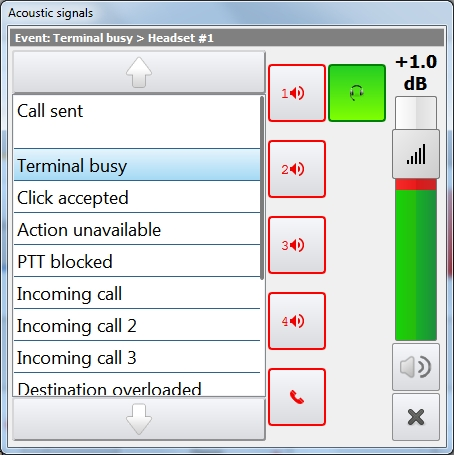 Acoustic signals
Event: Terminal busy > Headset #1
Call sent
Terminal busy
Click accepted
Action unavailable
PTT blocked
Incoming call
Incoming call 2
Incoming call 3
Destination overloaded
1
2
3
4
+1.0
dB